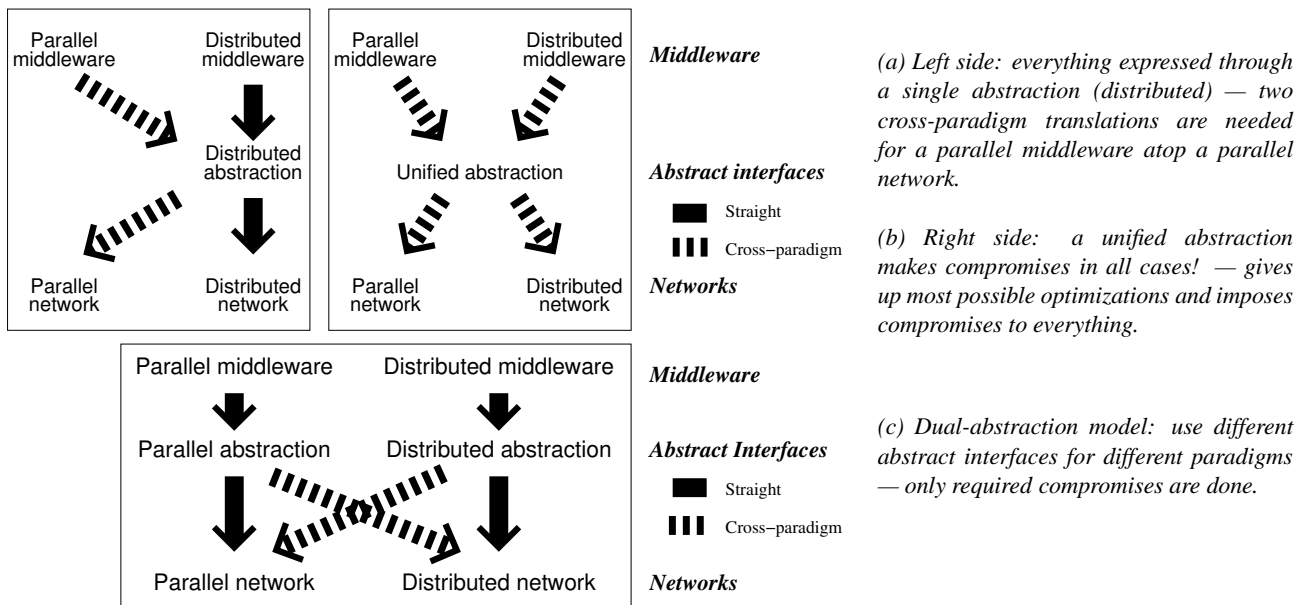 Parallel
middleware
Distributed
middleware
Distributed
abstraction
Parallel
network
Distributed
network
Parallel
middleware
Distributed
middleware
Unified abstraction
Parallel
network
Distributed
network
Middleware
Abstract interfaces
Straight
Cross−paradigm
Networks
(a) Left side: everything expressed through
a single abstraction (distributed) — two
cross-paradigm translations are needed
for a parallel middleware atop a parallel
network.
(b) Right side: a unified abstraction
makes compromises in all cases! — gives
up most possible optimizations and imposes
compromises to everything.
Parallel middleware
Distributed middleware
Parallel abstraction
Distributed abstraction
Parallel network
Distributed network
Middleware
Abstract Interfaces
Straight
Cross−paradigm
Networks
(c) Dual-abstraction model: use different
abstract interfaces for different paradigms
— only required compromises are done.